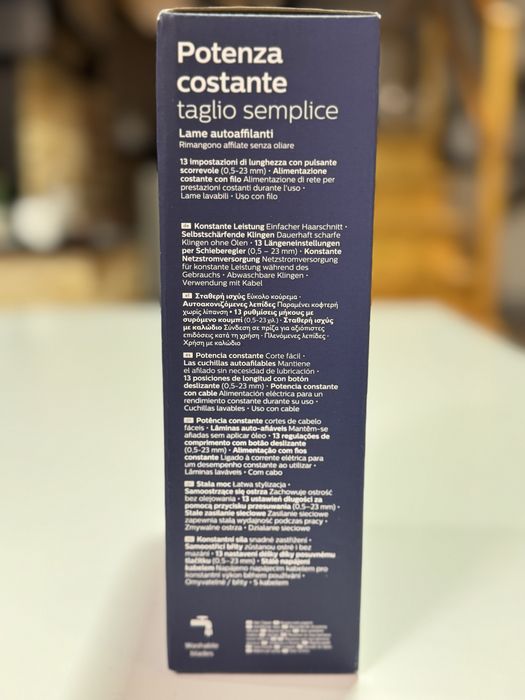 Potenza
costante
taglio semplice
Lame autoaffilanti
Rimangono affilate senza oliare
13 impostazioni di lunghezza con pulsante
scorrevole (0,5-23 mm) • Alimentazione
costante con filo Alimentazione di rete per
prestazioni costanti durante l'uso •
Lame lavabili • Uso con filo
DE Konstante Leistung Einfacher Haarschnitt •
Selbstschärfende Klingen Dauerhaft scharfe
Klingen ohne Ölen • 13 Längeneinstellungen
per Schieberegler (0,5 – 23 mm) • Konstante
Netzstromversorgung Netzstromversorgung
für konstante Leistung während des
Gebrauchs • Abwaschbare Klingen •
Verwendung mit Kabel
Σταθερή ισχύς Εύκολο κούρεμα •
Αυτοακονιζόμενες λεπίδες Παραμένει κοφτερή
χωρίς λίπανση • 13 ρυθμίσεις μήκους με
συρόμενο κουμπί (0,5-23 χιλ.) • Σταθερή ισχύς
με καλώδιο Σύνδεση σε πρίζα για αξιόπιστες
επιδόσεις κατά τη χρήση • Πλενόμενες λεπίδες •
Χρήση με καλώδιο
Potencia constante Corte fácil •
Las cuchillas autoafilables Mantiene
el afilado sin necesidad de lubricación •
13 posiciones de longitud con botón
deslizante (0,5-23 mm) • Potencia constante
con cable Alimentación eléctrica para un
rendimiento constante durante su uso •
Cuchillas lavables • Uso con cable
Potência constante cortes de cabelo
fáceis • Lâminas auto-afiáveis Mantêm-se
afiadas sem aplicar óleo • 13 regulações de
comprimento com botão deslizante
(0,5-23 mm) • Alimentação com fios
constante Ligado à corrente elétrica para
um desempenho constante ao utilizar •
Lâminas laváveis • Com cabo
Stała moc Łatwa stylizacja •
Samoostrzące się ostrza Zachowuje ostrość
bez olejowania • 13 ustawień długości za
pomocą przycisku przesuwania (0,5–23 mm) •
Stałe zasilanie sieciowe Zasilanie sieciowe
zapewnia stałą wydajność podczas pracy •
Zmywalne ostrza • Działanie sieciowe
Konstantní síla snadné zastřižení •
Samoostřicí břity zůstanou ostré i bez
mazání • 13 nastavení délky díky posuvnému
tlačítku (0,5-23 mm) • Stálé napájení
kabelem Napájeno napájecím kabelem pro
konstantní výkon během používání •
Omyvatelné / břity • S kabelem
Washable
blades